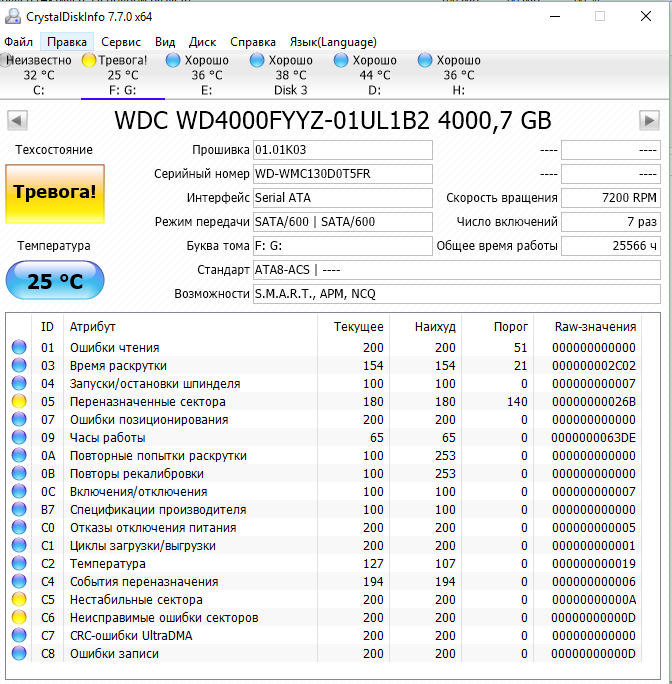 CrystalDiskInfo 7.7.0 x64
Файл Правка Сервис Вид Диск Справка Язык(Language)
Неизвестно Тревога! Хорошо Хорошо Хорошо Хорошо
32 °C 25 °C 36 °C 38 °C 44 °C 36 °C
C: F: G: E: Disk 3 D: H:
WDC WD4000FYYZ-01UL1B2 4000,7 GB
Техсостояние Прошивка 01.01K03 ---- ----
Тревога! Серийный номер WD-WMC130D0T5FR ---- ----
Интерфейс Serial ATA Скорость вращения 7200 RPM
Режим передачи SATA/600 | SATA/600 Число включений 7 раз
Температура Буква тома F: G: Общее время работы 25566 ч
25 °C Стандарт ATA8-ACS | ----
Возможности S.M.A.R.T., APM, NCQ
ID Атрибут Текущее Наихуд Порог Raw-значения
01 Ошибки чтения 200 200 51 000000000000
03 Время раскрутки 154 154 21 000000002C02
04 Запуски/остановки шпинделя 100 100 0 000000000007
05 Переназначенные сектора 180 180 140 00000000026B
07 Ошибки позиционирования 200 200 0 000000000000
09 Часы работы 65 65 0 0000000063DE
0A Повторные попытки раскрутки 100 253 0 000000000000
0B Повторы рекалибровки 100 253 0 000000000000
0C Включения/отключения 100 100 0 000000000007
B7 Спецификации производителя 100 100 0 000000000000
C0 Отказы отключения питания 200 200 0 000000000005
C1 Циклы загрузки/выгрузки 200 200 0 000000000001
C2 Температура 127 107 0 000000000019
C4 События переназначения 194 194 0 000000000006
C5 Нестабильные сектора 200 200 0 00000000000A
C6 Неисправимые ошибки секторов 200 200 0 00000000000D
C7 CRC-ошибки UltraDMA 200 200 0 000000000000
C8 Ошибки записи 200 200 0 00000000000D